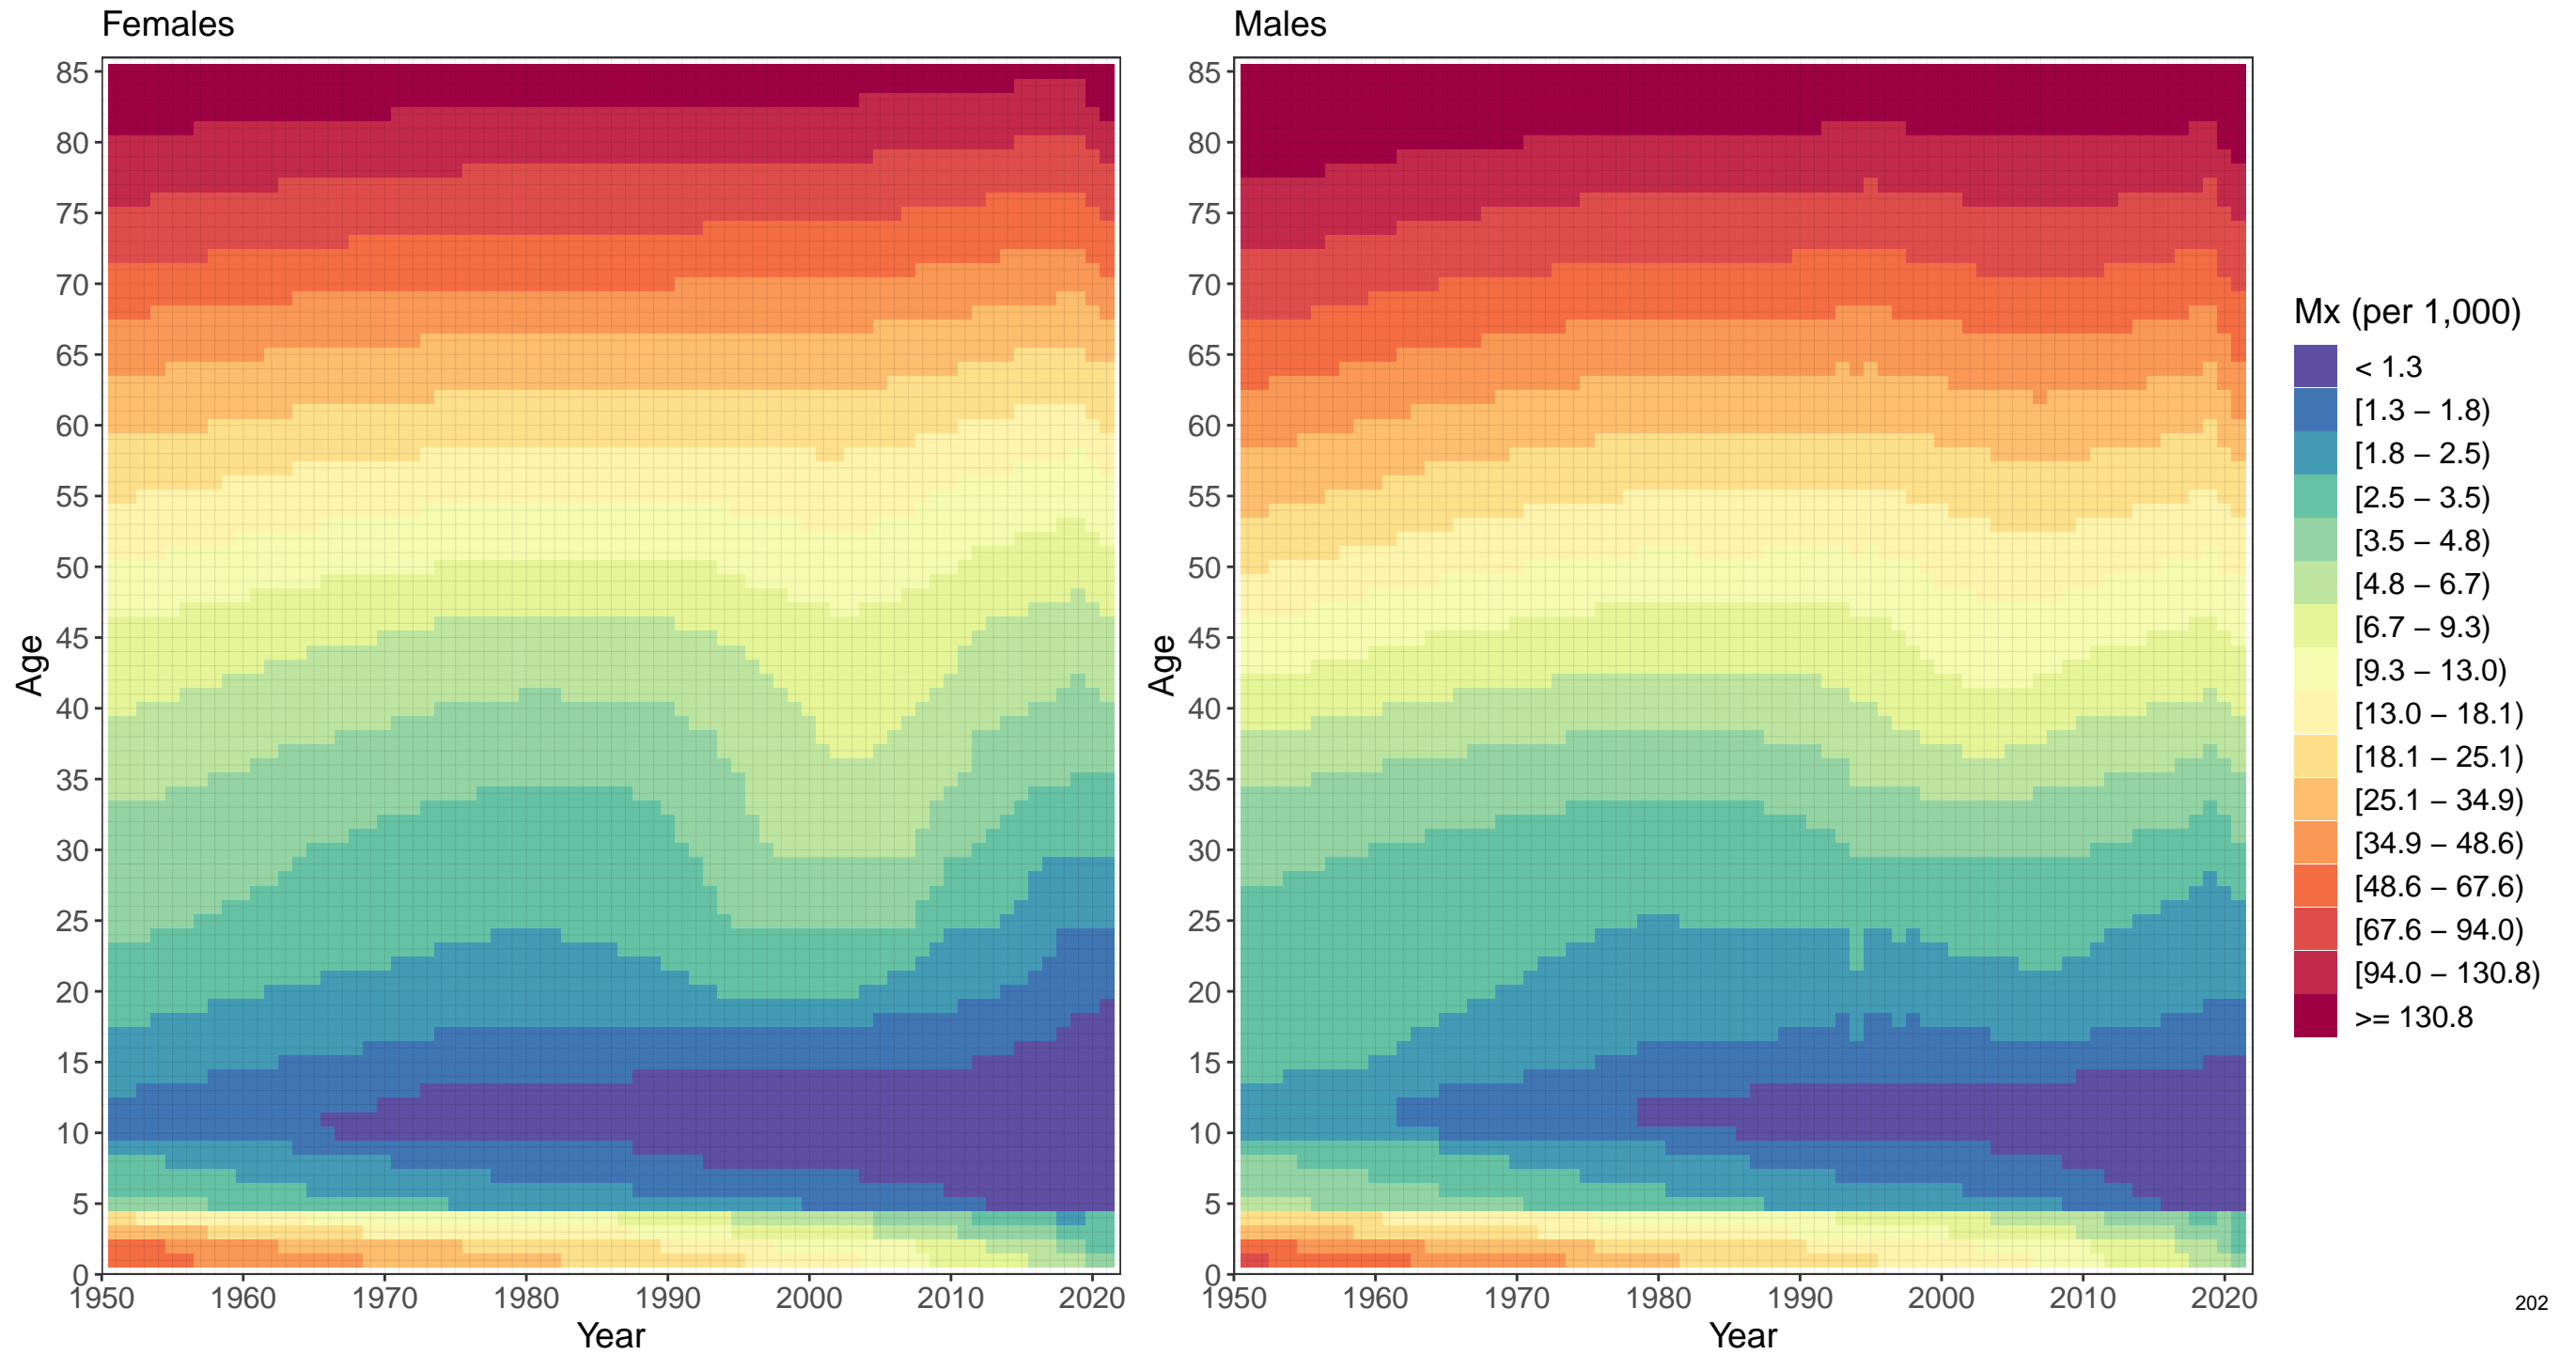 Females
Males
85
80
75
70
65
60
55
50
45
40
35
30
25
20
15
10
5
0
Age
1950 1960 1970 1980 1990 2000 2010 2020
Year
85
80
75
70
65
60
55
50
45
40
35
30
25
20
15
10
5
0
Age
1950 1960 1970 1980 1990 2000 2010 2020
Year
Mx (per 1,000)
< 1.3
[1.3 – 1.8)
[1.8 – 2.5)
[2.5 – 3.5)
[3.5 – 4.8)
[4.8 – 6.7)
[6.7 – 9.3)
[9.3 – 13.0)
[13.0 – 18.1)
[18.1 – 25.1)
[25.1 – 34.9)
[34.9 – 48.6)
[48.6 – 67.6)
[67.6 – 94.0)
[94.0 – 130.8)
>= 130.8
202